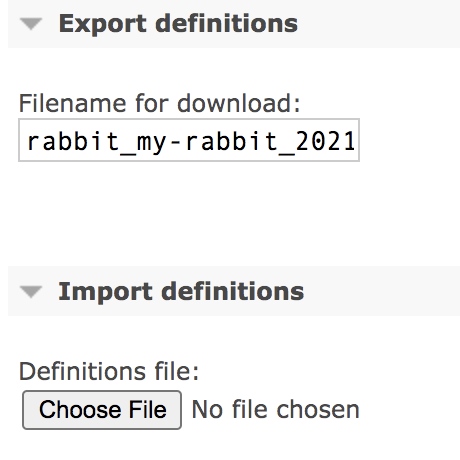 Export definitions
Filename for download:
rabbit_my-rabbit_2021
Import definitions
Definitions file:
Choose File No file chosen